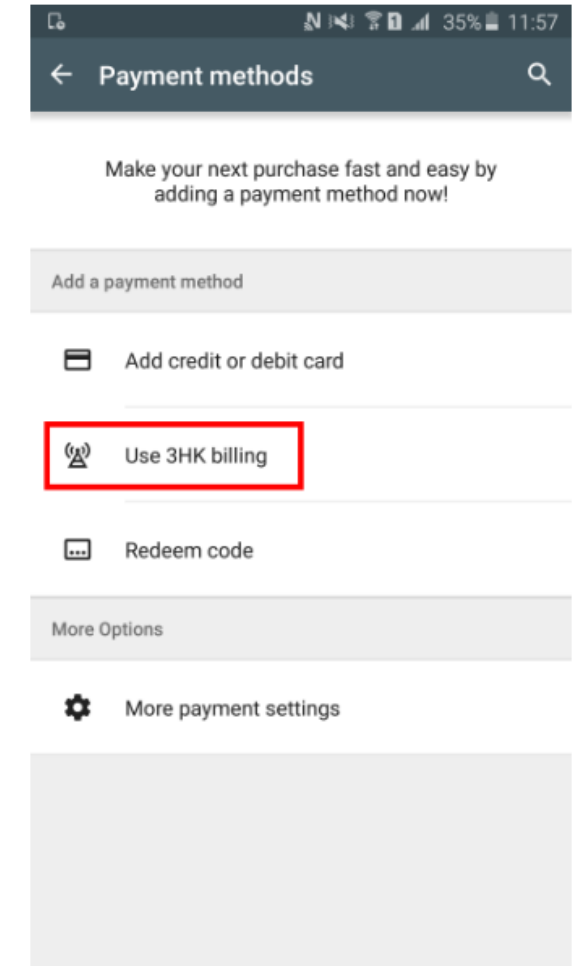 35% 11:57
Payment methods
Make your next purchase fast and easy by
adding a payment method now!
Add a payment method
Add credit or debit card
Use 3HK billing
Redeem code
More Options
More payment settings